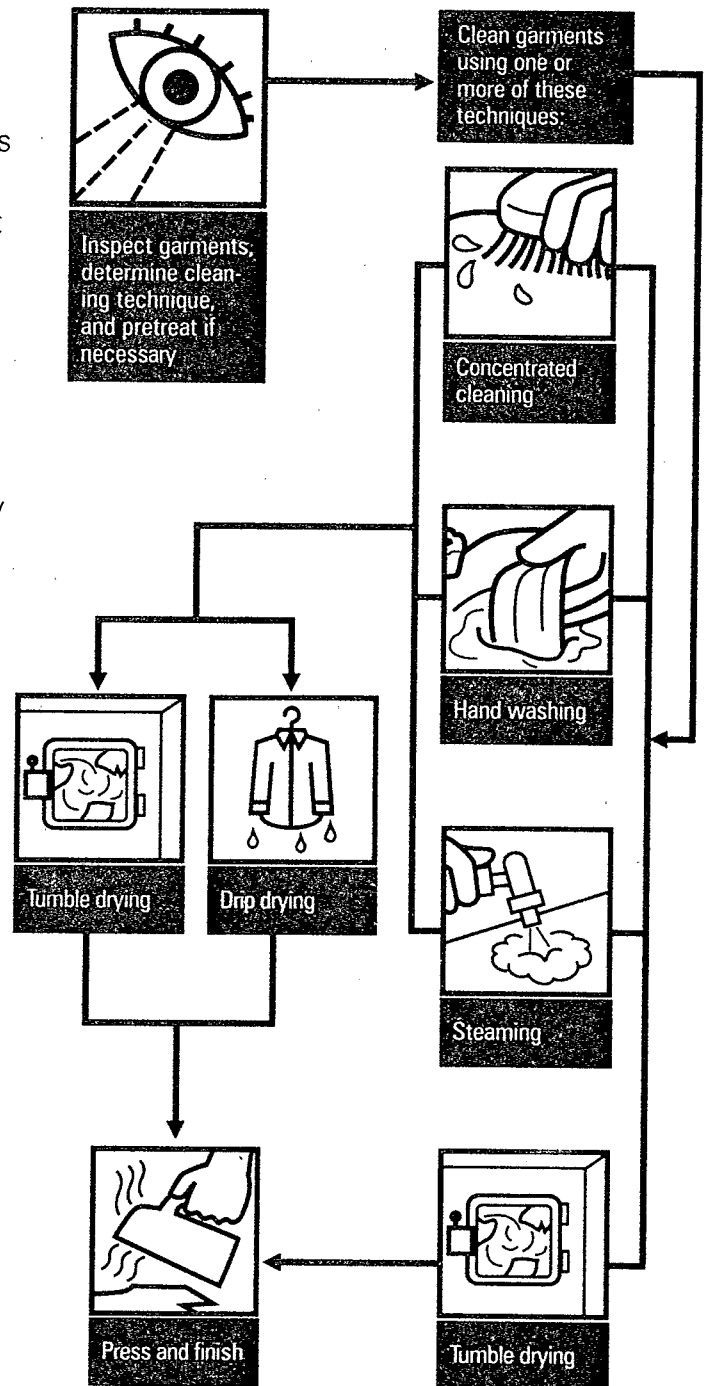 Clean garments
using one or
more of these
techniques:
Inspect garments,
determine clean-
ing technique,
and pretreat if
necessary
Concentrated
cleaning
Hand washing
Tumble drying
Drip drying
Steaming
Press and finish
Tumble drying